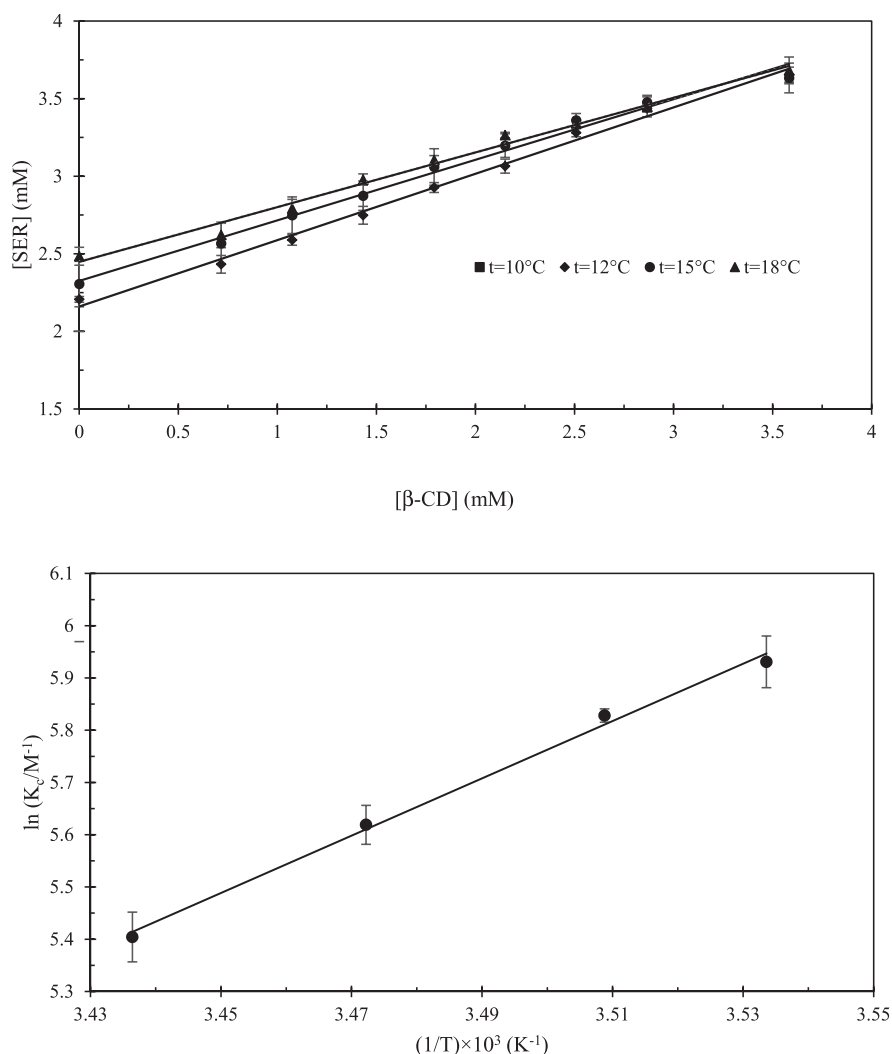 4
3.5
3
2.5
2
1.5
[SER] (mM)
t=10°C t=12°C t=15°C t=18°C
0 0.5 1 1.5 2 2.5 3 3.5 4
[β-CD] (mM)
6.1
6
5.9
5.8
5.7
5.6
5.5
5.4
5.3
ln (Kc/M-1)
3.43 3.45 3.47 3.49 3.51 3.53 3.55
(1/T)×10³ (K⁻¹)